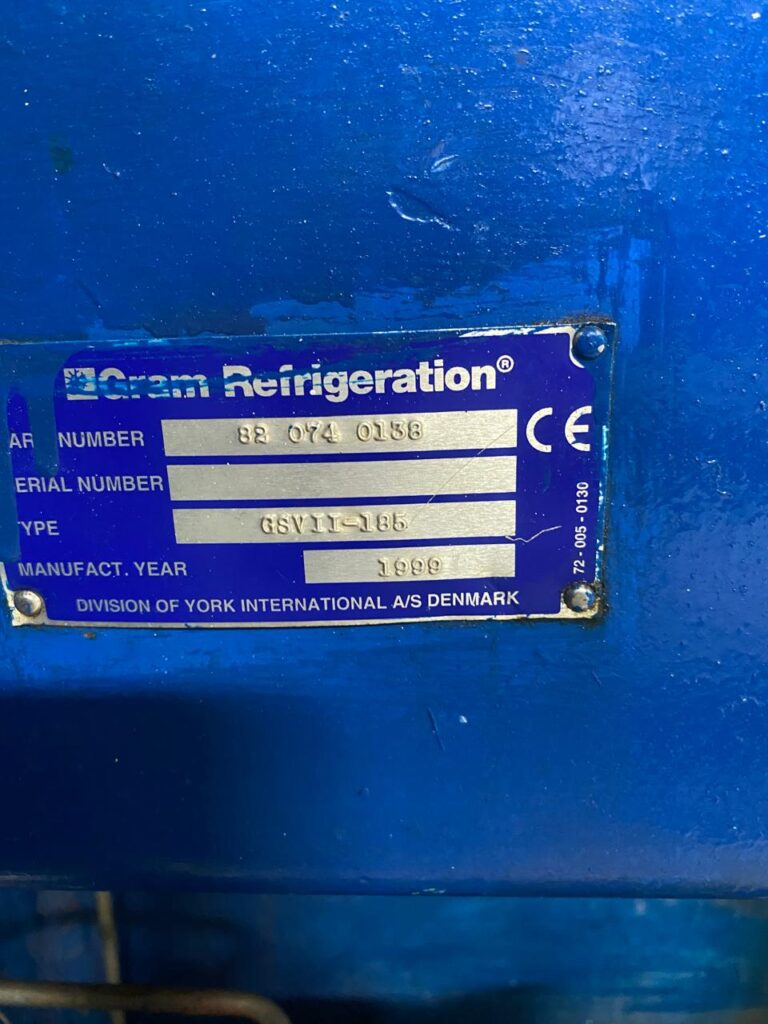 Gram Refrigeration®
AR NUMBER 82 074 0138
ERIAL NUMBER
TYPE GSVII-185
MANUFACT. YEAR 1999
DIVISION OF YORK INTERNATIONAL A/S DENMARK
CE
72 - 005 - 0130